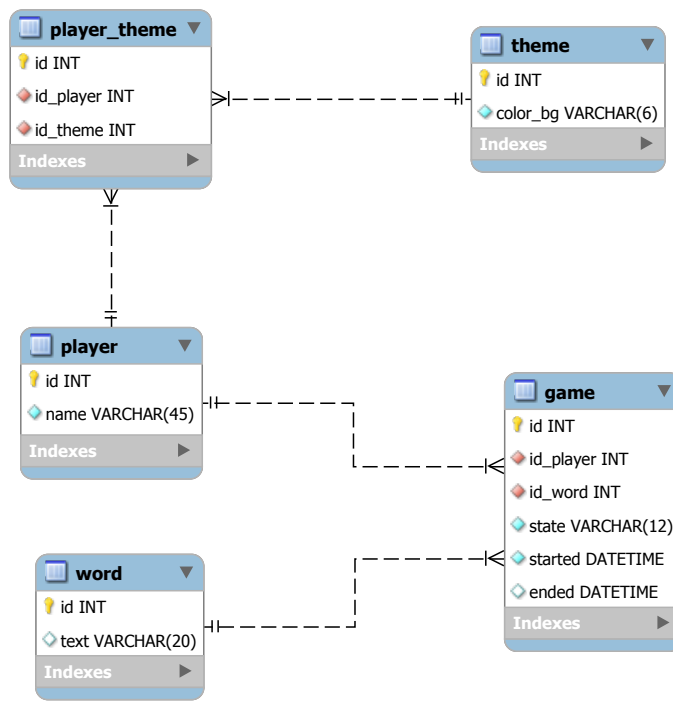 player_theme
id INT
id_player INT
id_theme INT
Indexes
theme
id INT
color_bg VARCHAR(6)
Indexes
player
id INT
name VARCHAR(45)
Indexes
game
id INT
id_player INT
id_word INT
state VARCHAR(12)
started DATETIME
ended DATETIME
Indexes
word
id INT
text VARCHAR(20)
Indexes